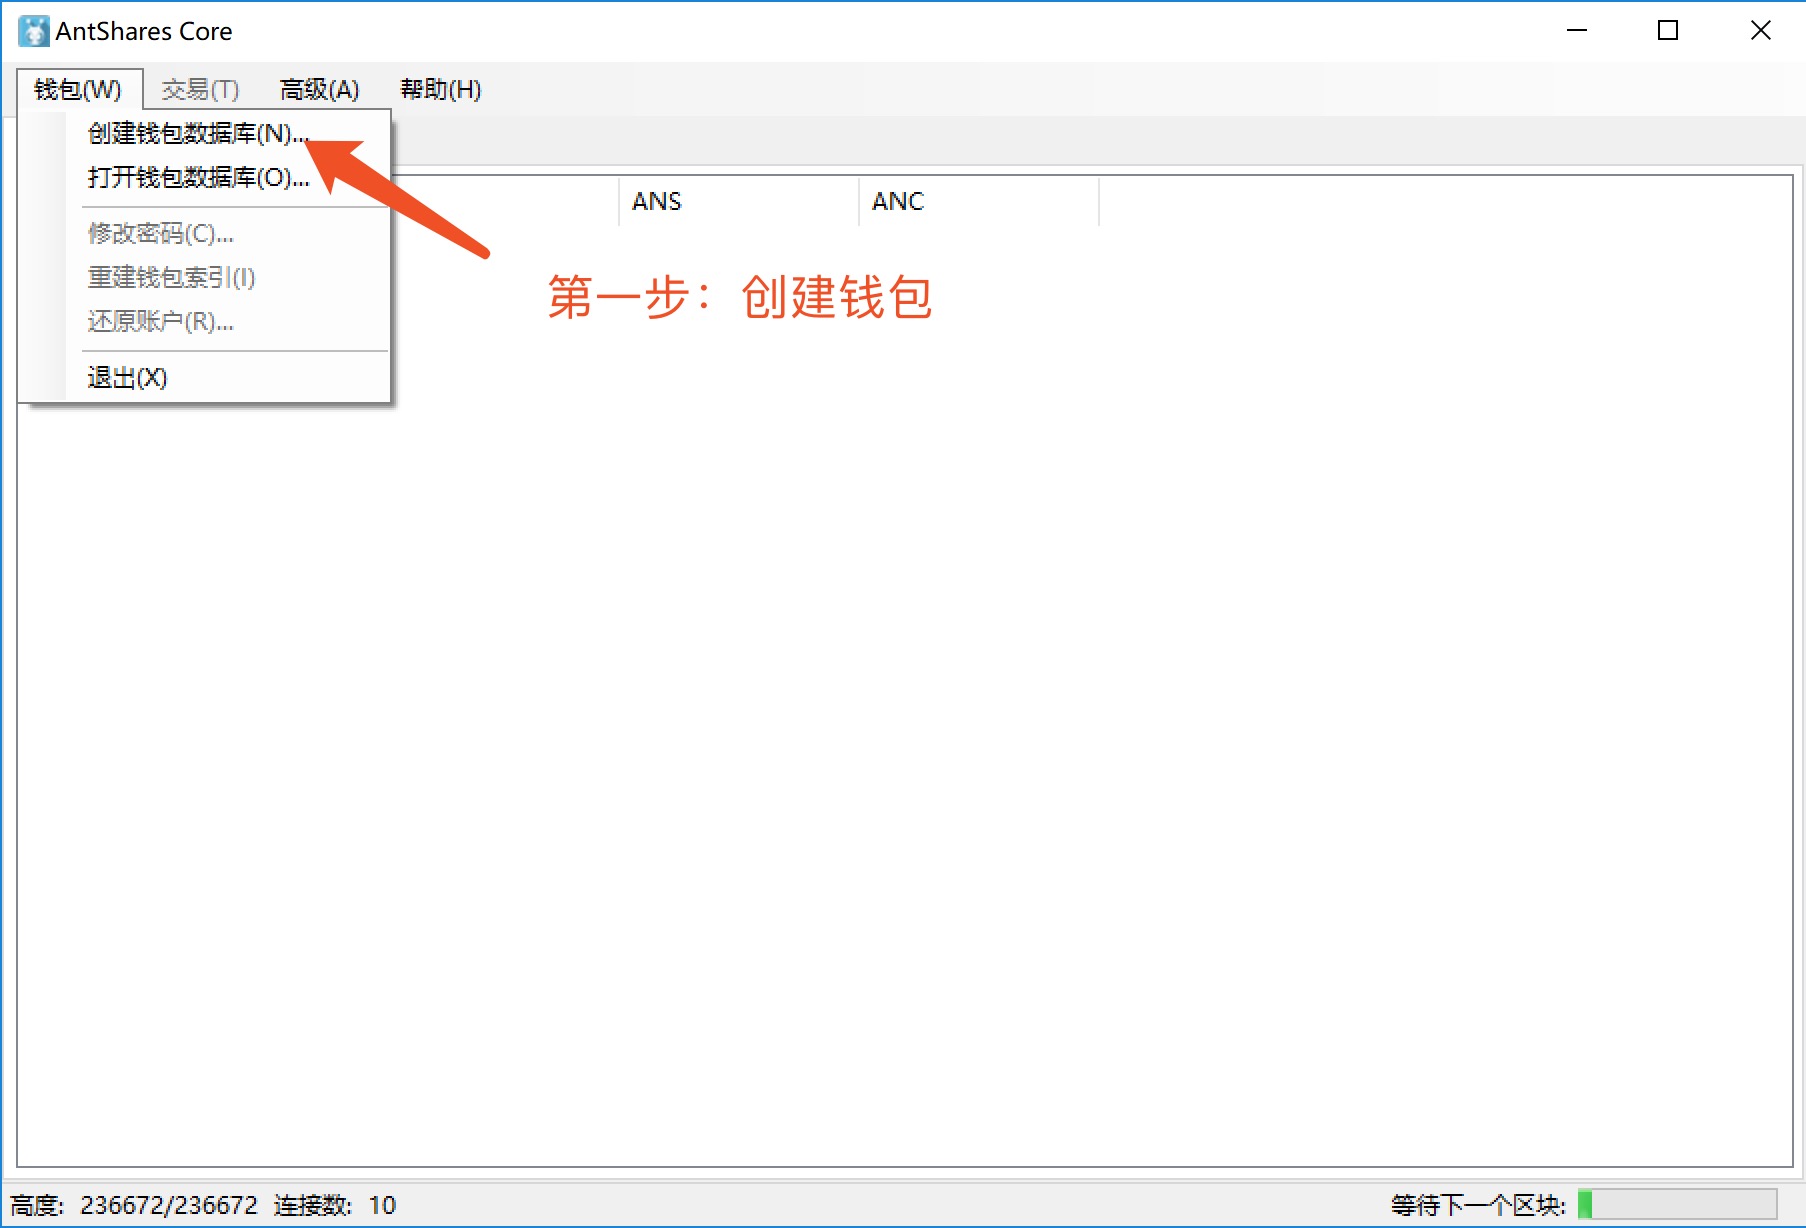 AntShares Core
钱包(W) 交易(T) 高级(A) 帮助(H)
创建钱包数据库(N)...
打开钱包数据库(O)...
ANS ANC
修改密码(C)...
重建钱包索引(I)
第一步：创建钱包
还原账户(R)...
退出(X)
高度: 236672/236672 连接数: 10 等待下一个区块: